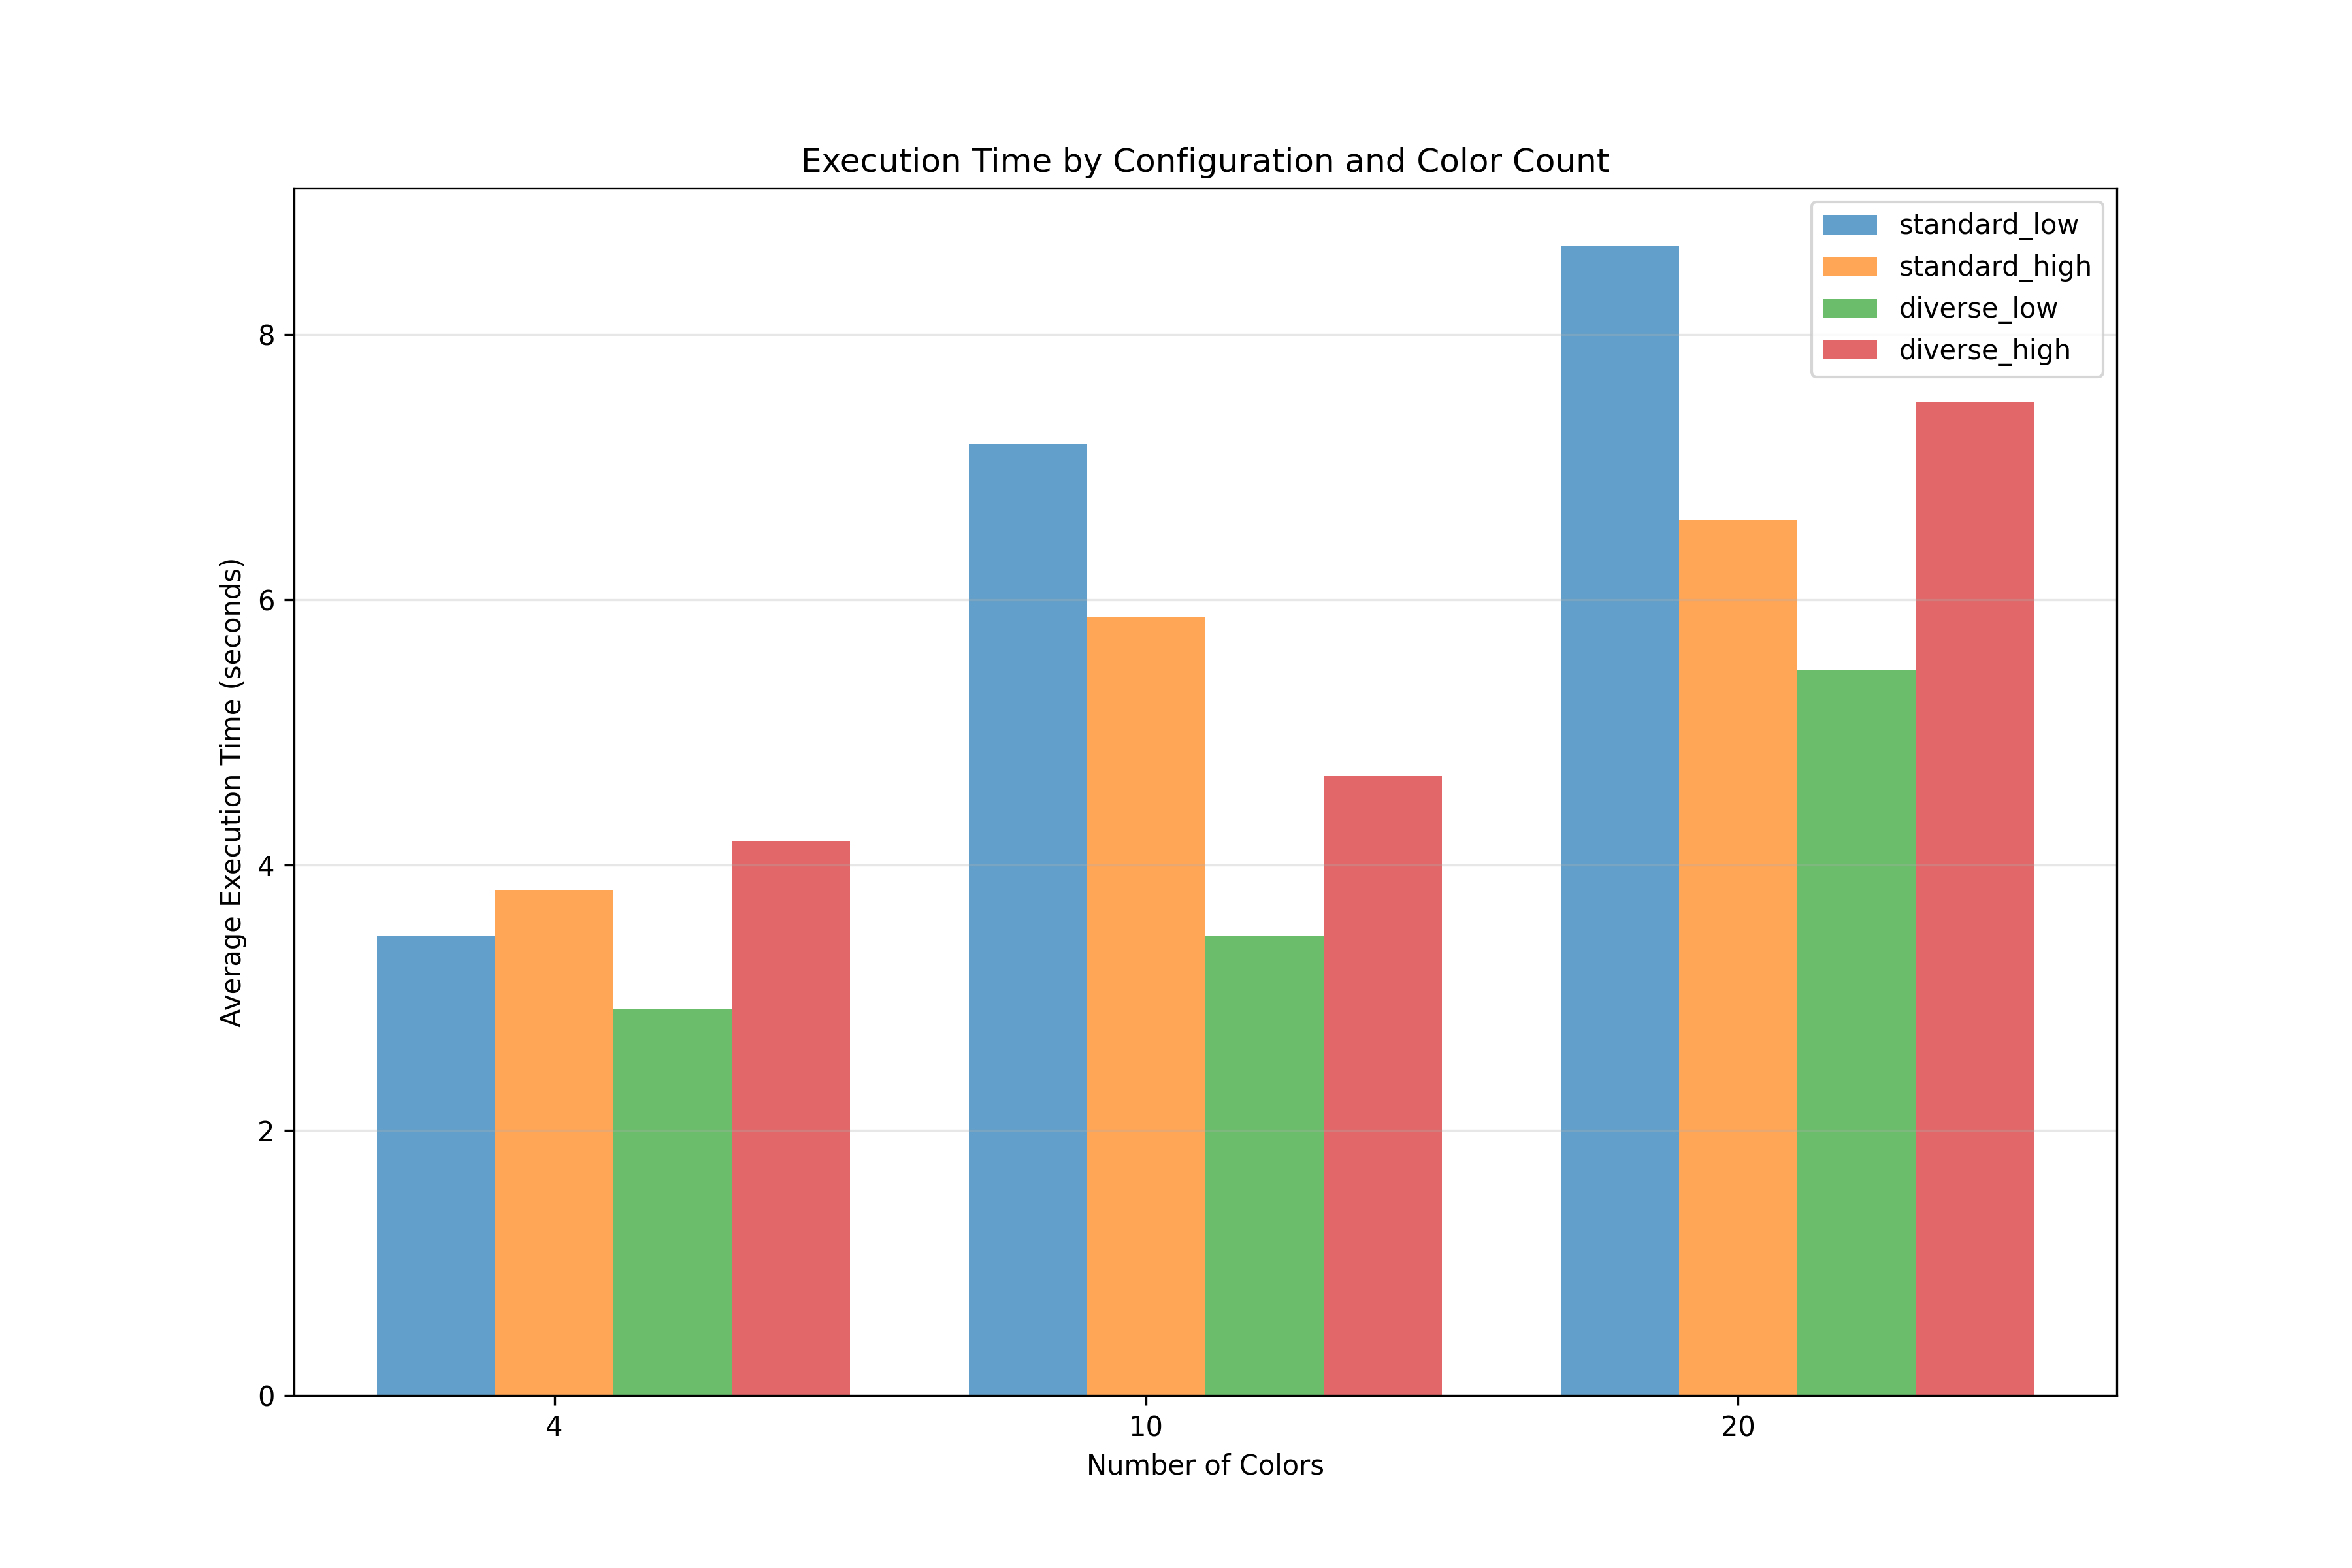 Execution Time by Configuration and Color Count
standard_low
standard_high
diverse_low
diverse_high
Average Execution Time (seconds)
8
6
4
2
0
4
10
20
Number of Colors